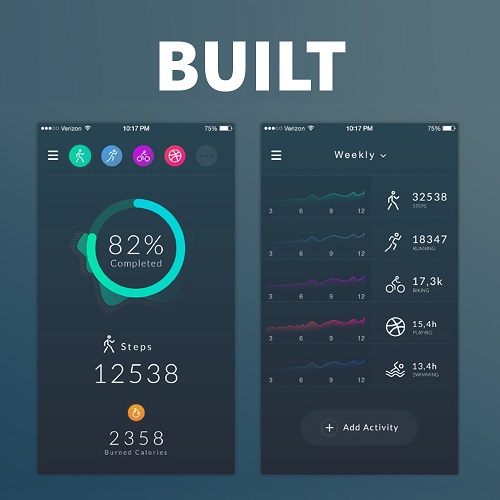 BUILT
Verizon 10:17 PM 75%
82%
Completed
Steps
12538
2358
Burned Calories
Verizon 10:17 PM 75%
Weekly
3 6 9 12
32538
STEPS
3 6 9 12
18347
RUNNING
3 6 9 12
17,3k
BIKING
3 6 9 12
15,4h
PLAYING
3 6 9 12
13,4h
SWIMMING
+ Add Activity